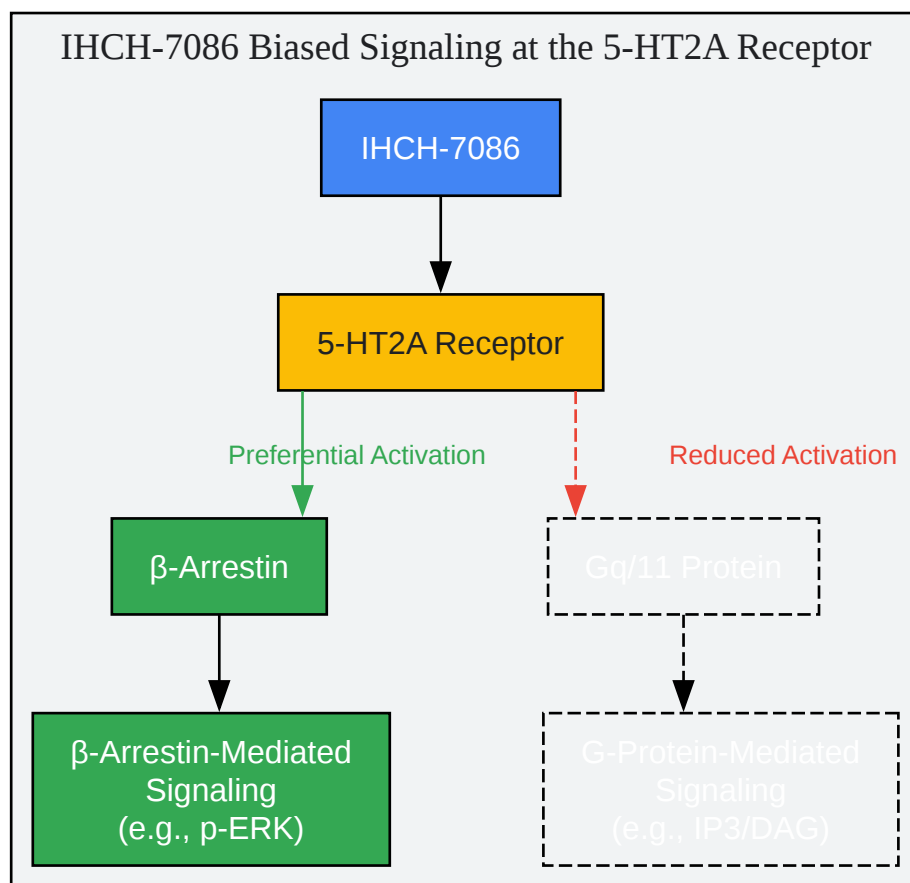 IHCH-7086 Biased Signaling at the 5-HT2A Receptor
IHCH-7086
5-HT2A Receptor
Preferential Activation
Reduced Activation
β-Arrestin
Gq/11 Protein
β-Arrestin-Mediated
Signaling
(e.g., p-ERK)
G-Protein-Mediated
Signaling
(e.g., IP3/DAG)